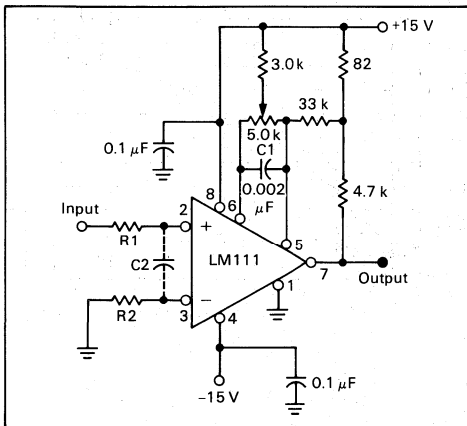 +15 V
3.0 k
82
33 k
5.0 k
C1
0.002
μF
0.1 μF
8
6
4.7 k
Input
2
+
R1
5
C2
LM111
7
Output
1
R2
−
3
4
0.1 μF
−15 V